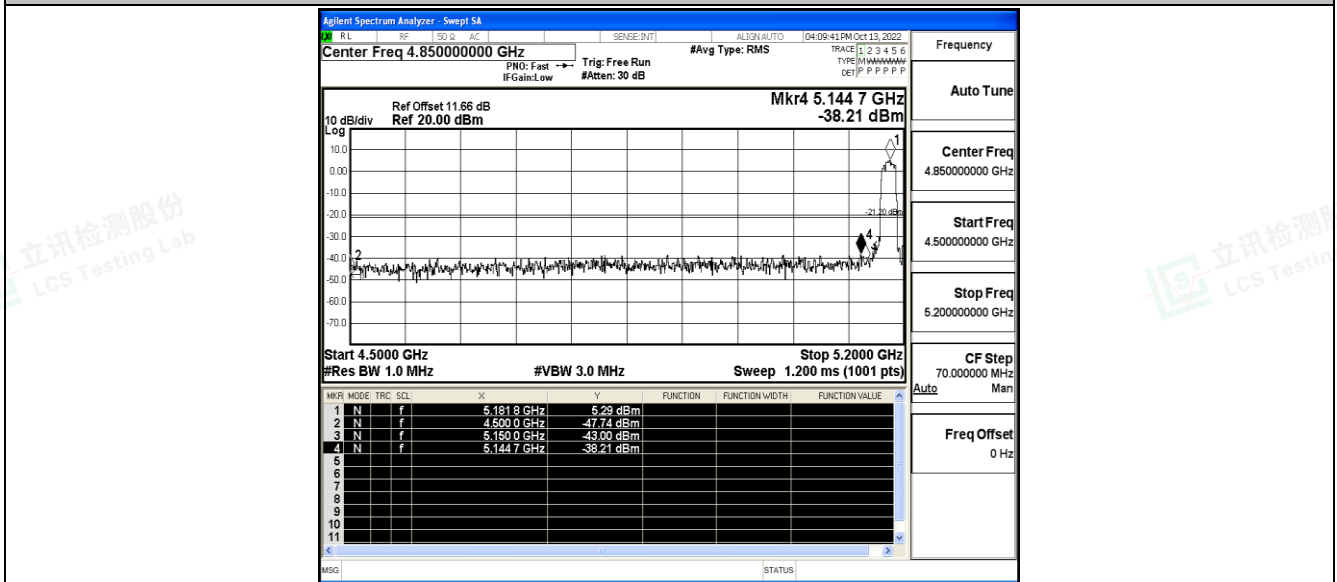 Agilent Spectrum Analyzer - Swept SA
RL RF 50 Ω AC SENSE:INT ALIGNAUTO 04:09:41 PM Oct 13, 2022
Center Freq 4.850000000 GHz #Avg Type: RMS TRACE 1 2 3 4 5 6
PNO: Fast Trig: Free Run TYPE M
IFGain:Low #Atten: 30 dB DET P P P P P P
Frequency
Auto Tune
Center Freq
4.850000000 GHz
Start Freq
4.500000000 GHz
Stop Freq
5.200000000 GHz
CF Step
70.000000 MHz
Auto Man
Freq Offset
0 Hz
Mkr4 5.144 7 GHz
-38.21 dBm
Ref Offset 11.66 dB
10 dB/div Ref 20.00 dBm
Log
10.0
0.00
-10.0
-20.0
-30.0
-40.0
-50.0
-60.0
-70.0
1
-21.20 dBm
4
2
Start 4.5000 GHz Stop 5.2000 GHz
#Res BW 1.0 MHz #VBW 3.0 MHz Sweep 1.200 ms (1001 pts)
MKR MODE TRC SCL X Y FUNCTION FUNCTION WIDTH FUNCTION VALUE
1 N f 5.181 8 GHz 5.29 dBm
2 N f 4.500 0 GHz -47.74 dBm
3 N f 5.150 0 GHz -43.00 dBm
4 N f 5.144 7 GHz -38.21 dBm
5
6
7
8
9
10
11
MSG STATUS
立讯检测股份
LCS Testing Lab
立讯检测
LCS Testin